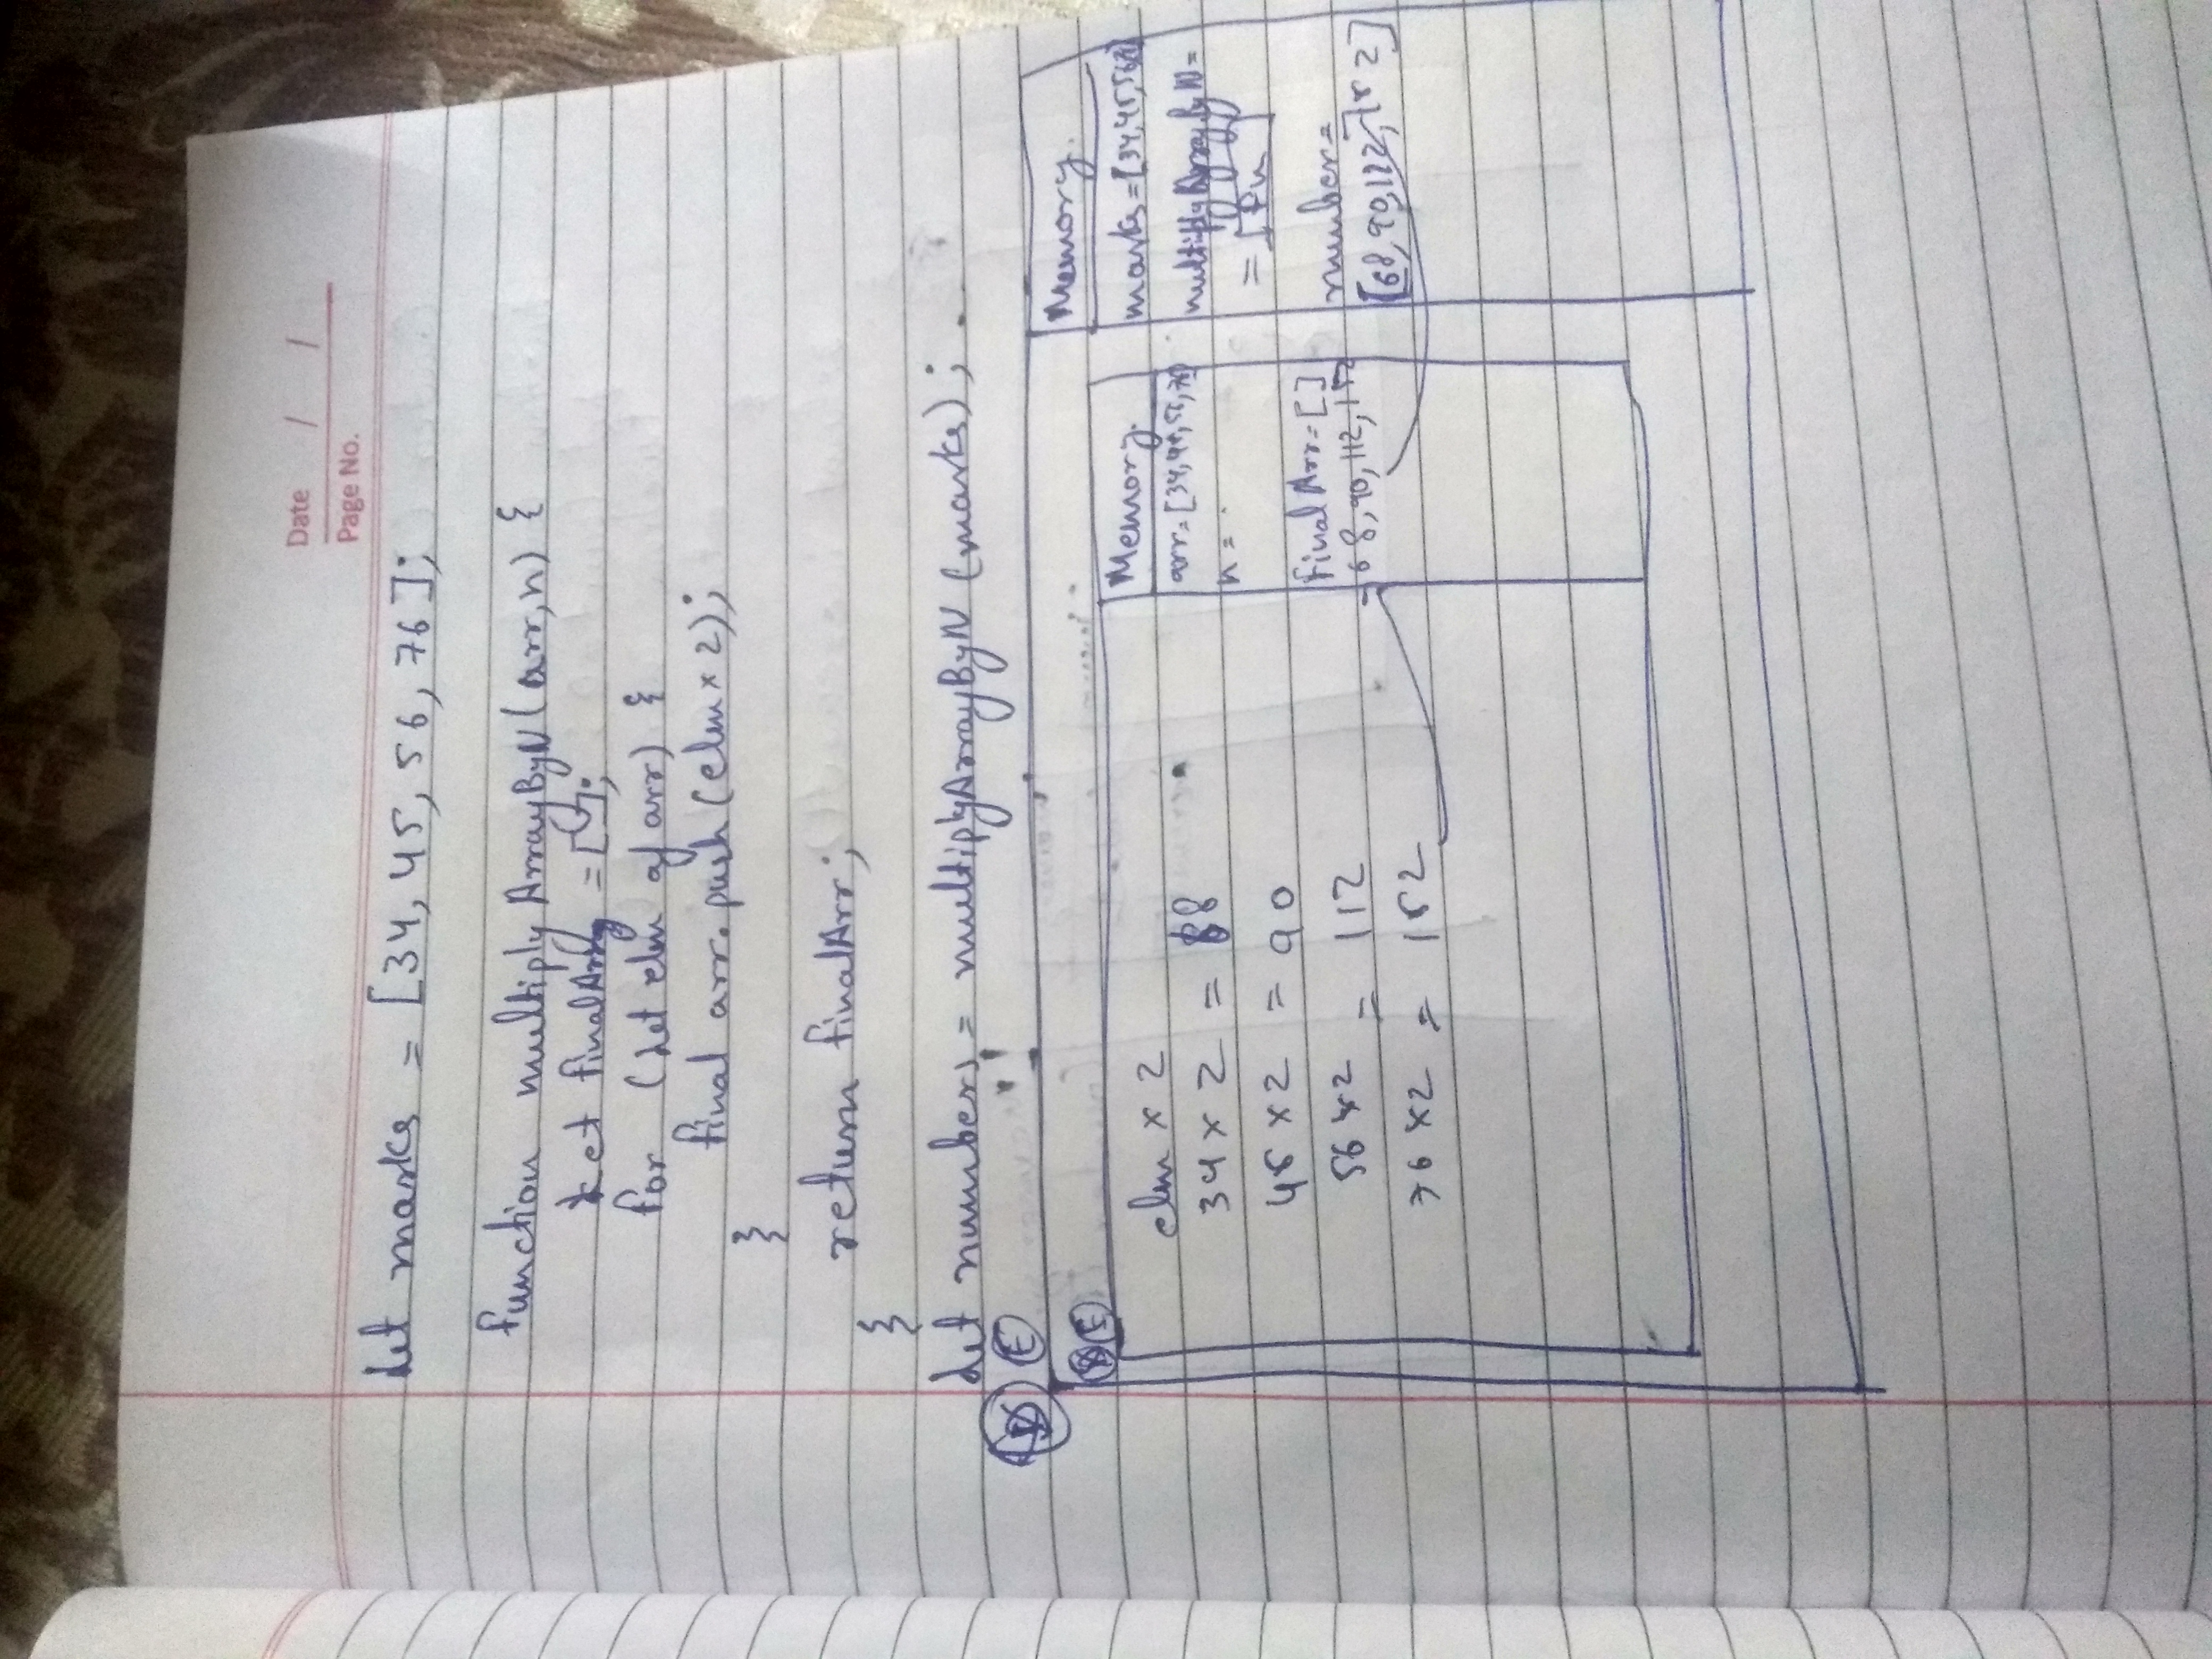 Date / /
Page No.
let marks = [34, 45, 56, 76];
function multiplyArrayByN(arr,n) {
let finalArr = [];
for (let elm of arr) {
final arr.push(elm × 2);
}
return finalArr;
}
let numbers = multiplyArrayByN (marks);
D E
Memory.
D E
Memory.
marks = [34,45,56,76]
elm × 2
arr = [34,45,56,76]
34 × 2 = 68
multiplyArrayByN =
n =
= [fn]
45 × 2 = 90
finalArr = [ ]
number =
56 × 2 = 112
68,90,112,152
[68,90,112,152]
76 × 2 = 152